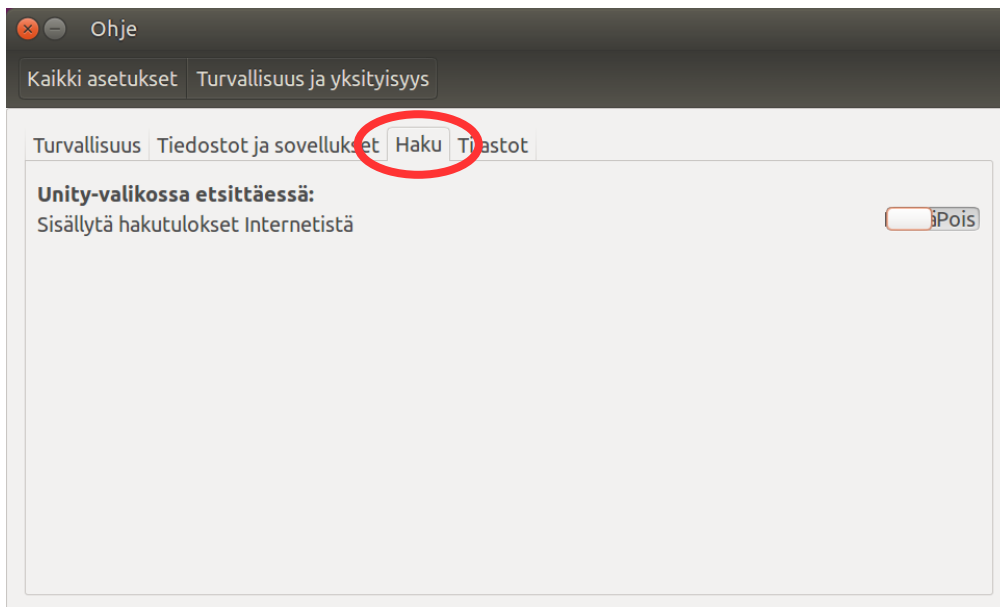 Ohje
Kaikki asetukset Turvallisuus ja yksityisyys
Turvallisuus Tiedostot ja sovellukset Haku Tilastot
Unity-valikossa etsittäessä:
Sisällytä hakutulokset Internetistä Pois